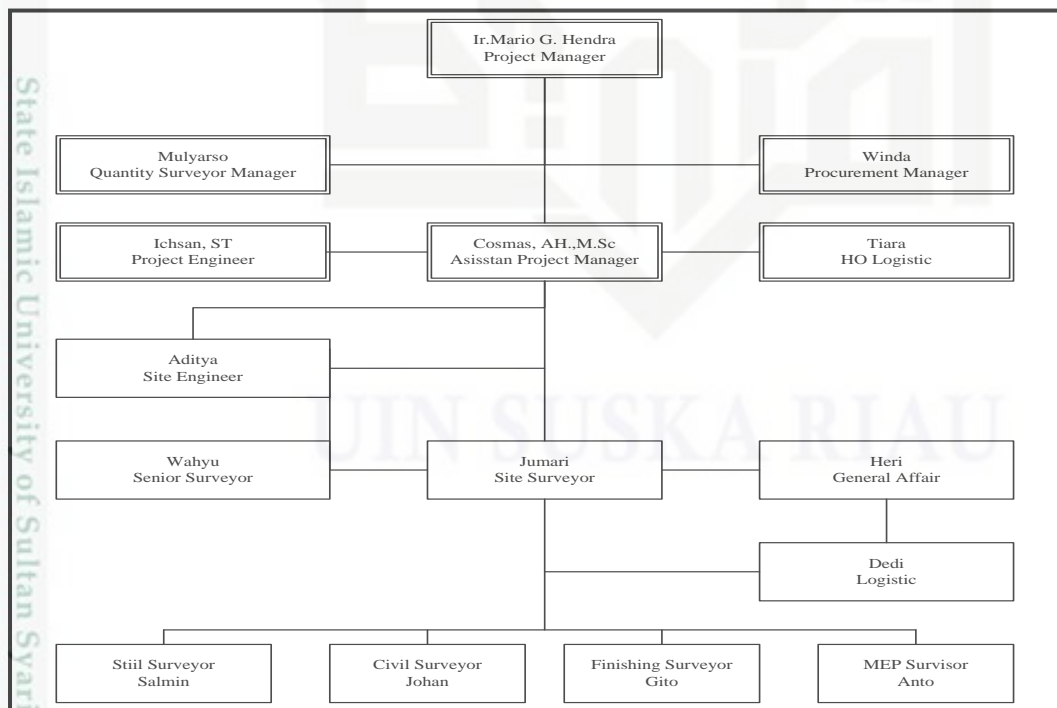 Ir.Mario G. Hendra
Project Manager
Mulyarso
Quantity Surveyor Manager
Winda
Procurement Manager
Ichsan, ST
Project Engineer
Cosmas, AH.,M.Sc
Asisstan Project Manager
Tiara
HO Logistic
Aditya
Site Engineer
Wahyu
Senior Surveyor
Jumari
Site Surveyor
Heri
General Affair
Dedi
Logistic
Stiil Surveyor
Salmin
Civil Surveyor
Johan
Finishing Surveyor
Gito
MEP Survisor
Anto
UIN SUSKA RIAU
State Islamic University of Sultan Syari